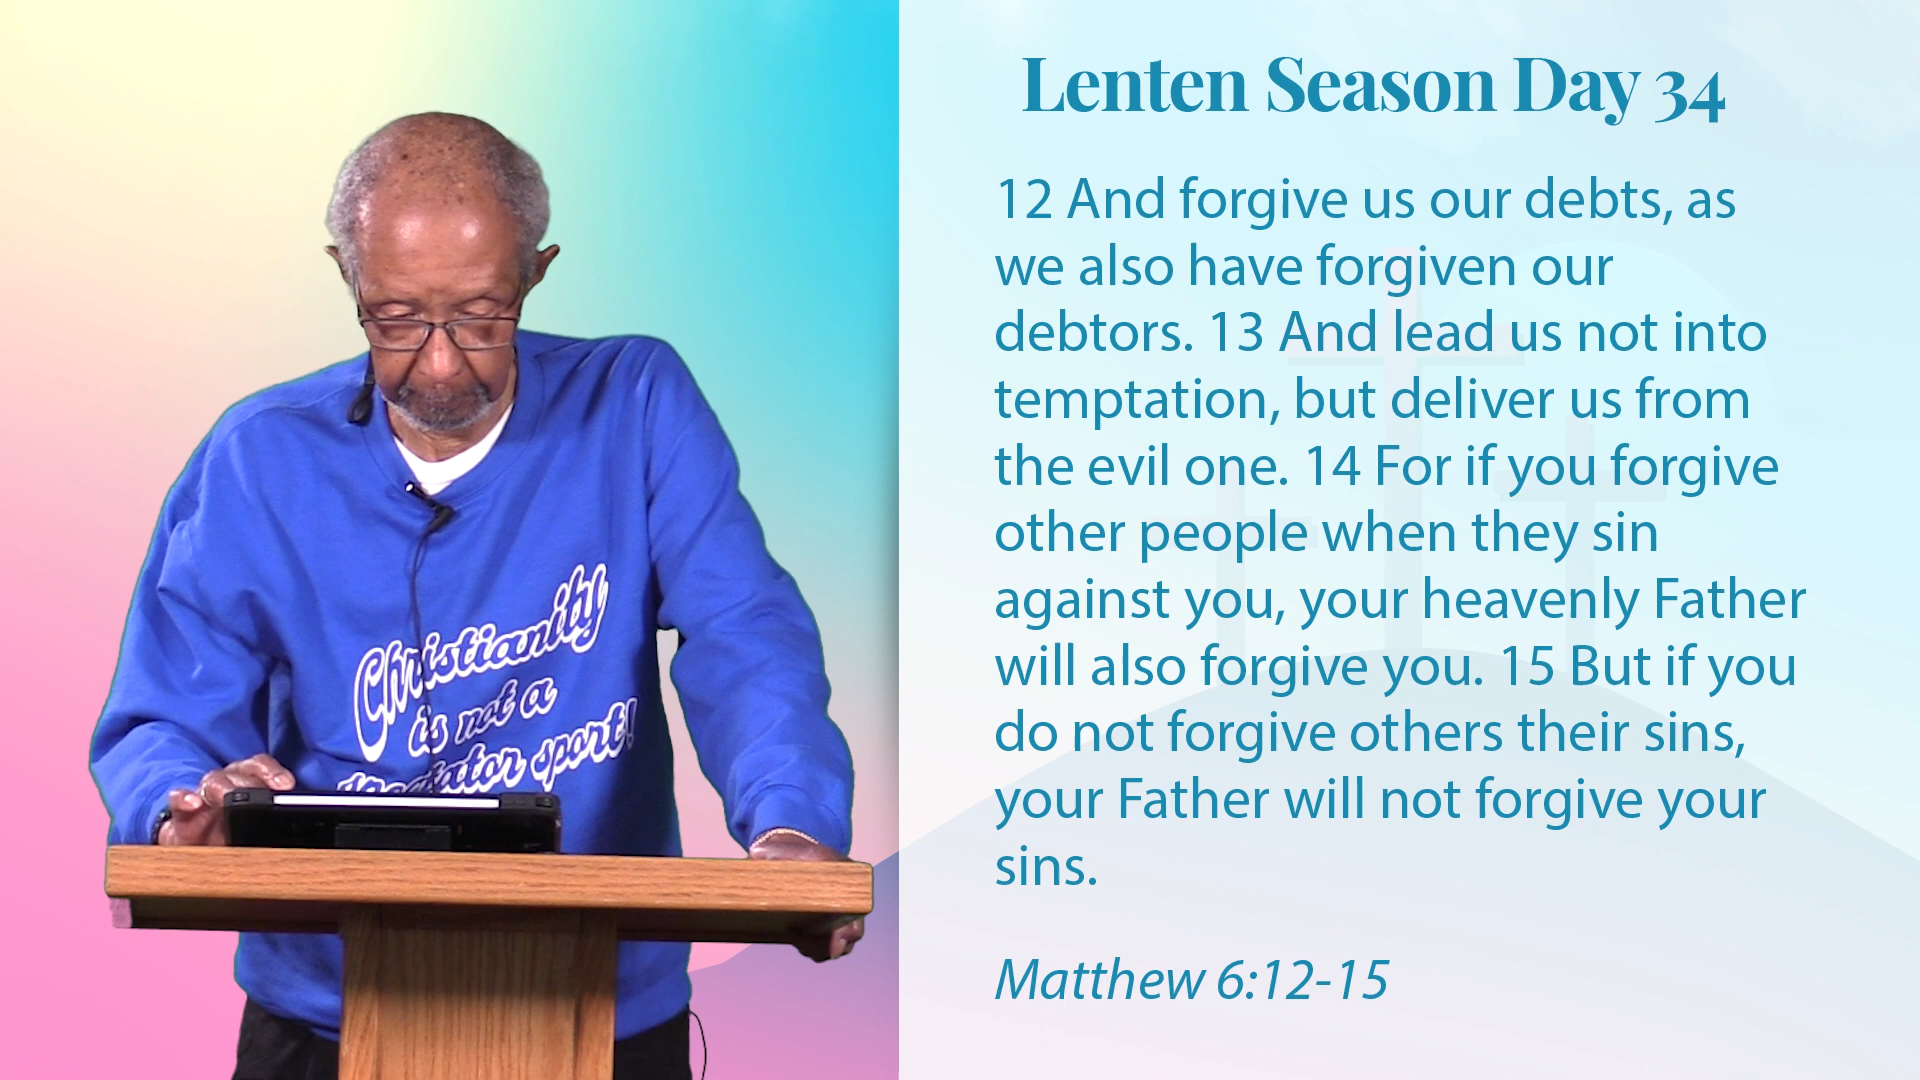 Lenten Season Day 34
12 And forgive us our debts, as
we also have forgiven our
debtors. 13 And lead us not into
temptation, but deliver us from
the evil one. 14 For if you forgive
other people when they sin
against you, your heavenly Father
will also forgive you. 15 But if you
do not forgive others their sins,
your Father will not forgive your
sins.
Matthew 6:12-15
Christianity
is not a
spectator sport!